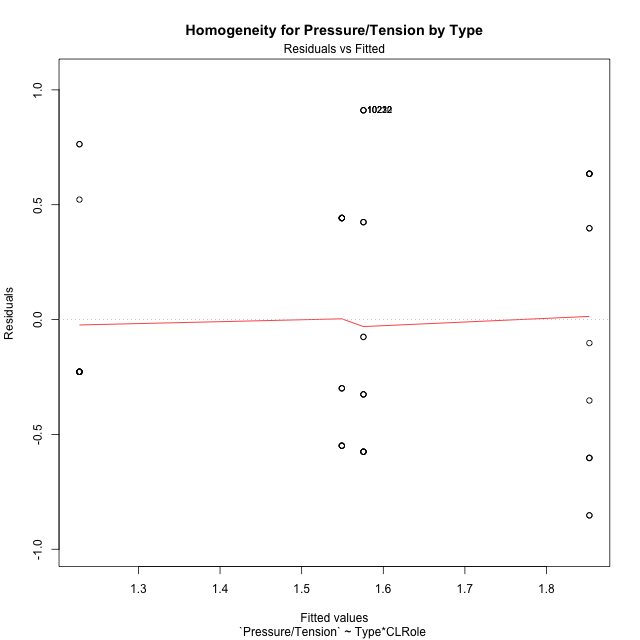 Homogeneity for Pressure/Tension by Type
Residuals vs Fitted
1.0
0.5
0.0
-0.5
-1.0
Residuals
1.3
1.4
1.5
1.6
1.7
1.8
Fitted values
`Pressure/Tension` ~ Type*CLRole